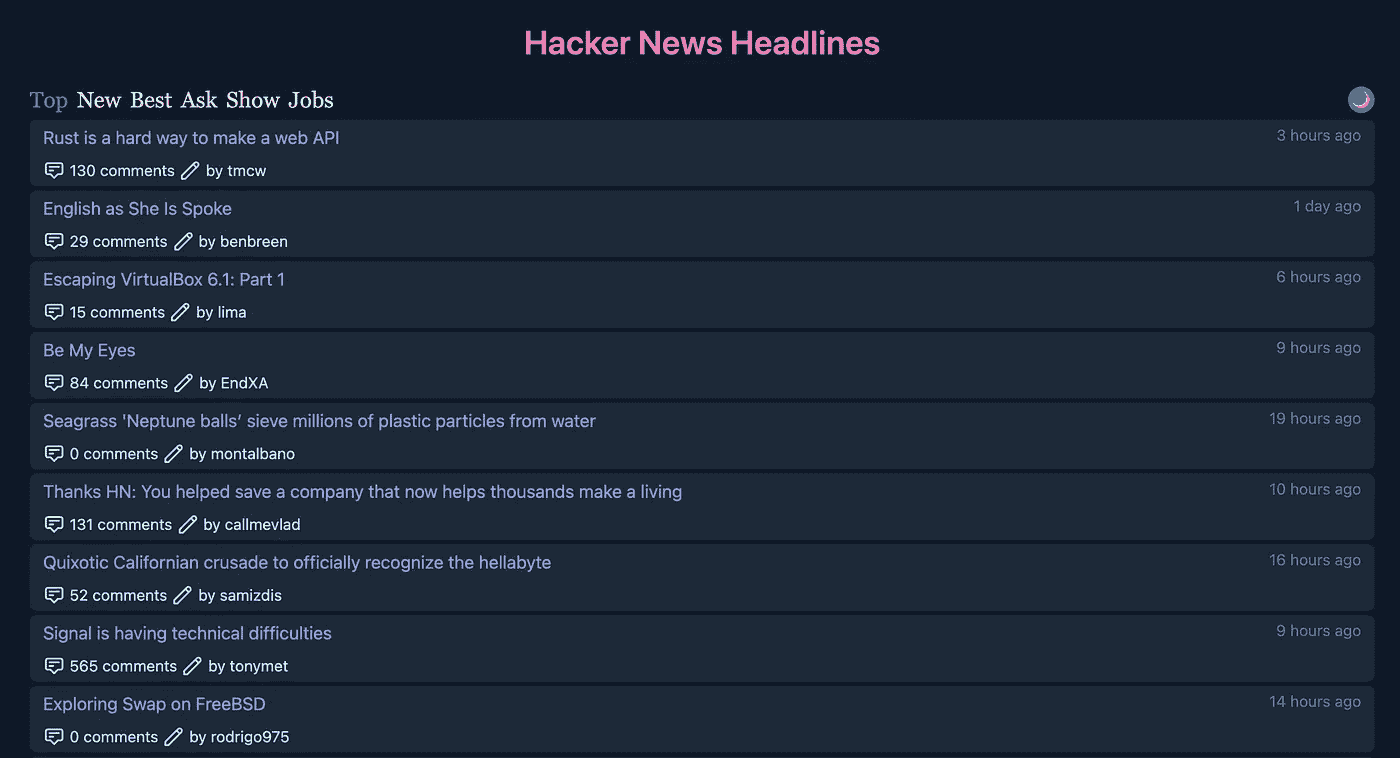 Hacker News Headlines
Top New Best Ask Show Jobs
Rust is a hard way to make a web API 3 hours ago
130 comments by tmcw
English as She Is Spoke 1 day ago
29 comments by benbreen
Escaping VirtualBox 6.1: Part 1 6 hours ago
15 comments by lima
Be My Eyes 9 hours ago
84 comments by EndXA
Seagrass 'Neptune balls’ sieve millions of plastic particles from water 19 hours ago
0 comments by montalbano
Thanks HN: You helped save a company that now helps thousands make a living 10 hours ago
131 comments by callmevlad
Quixotic Californian crusade to officially recognize the hellabyte 16 hours ago
52 comments by samizdis
Signal is having technical difficulties 9 hours ago
565 comments by tonymet
Exploring Swap on FreeBSD 14 hours ago
0 comments by rodrigo975